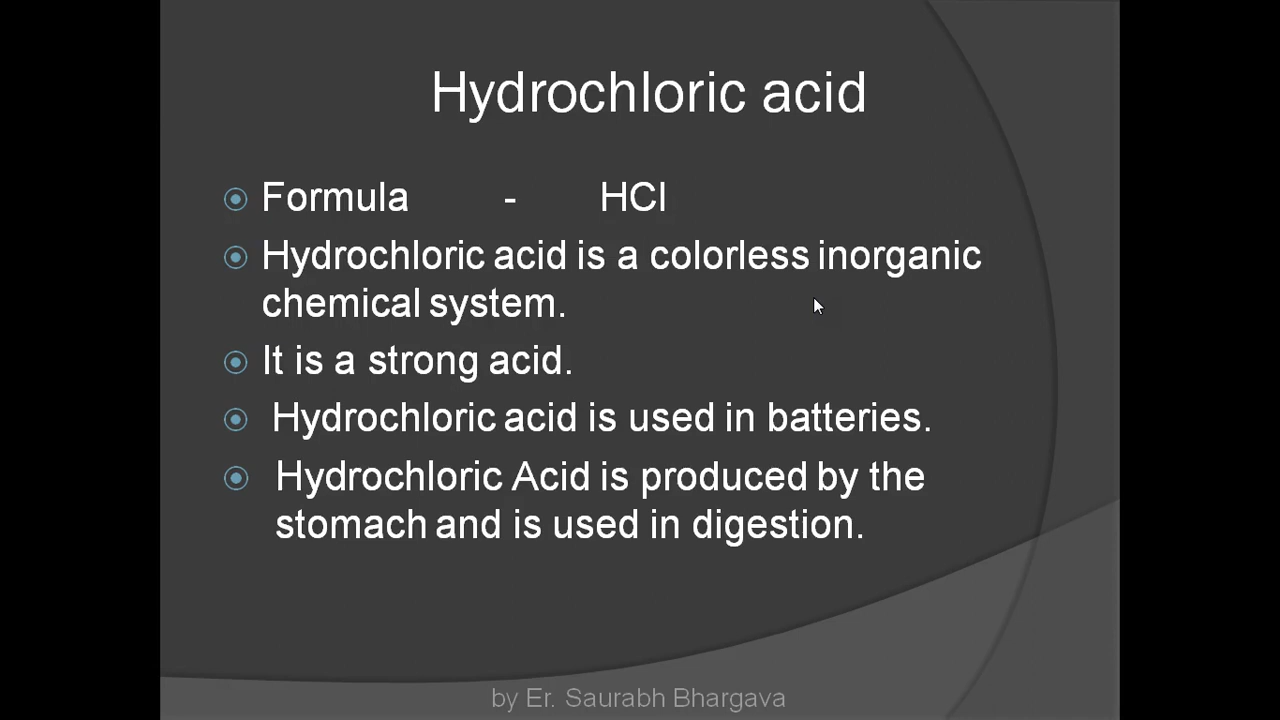 Hydrochloric acid
Formula - HCl
Hydrochloric acid is a colorless inorganic
chemical system.
It is a strong acid.
Hydrochloric acid is used in batteries.
Hydrochloric Acid is produced by the
stomach and is used in digestion.
by Er. Saurabh Bhargava